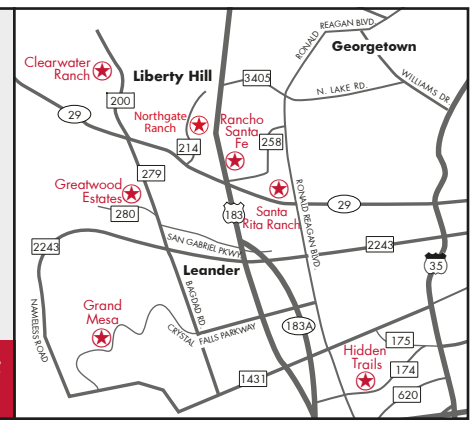 RONALD REAGAN BLVD.
Georgetown
Clearwater
Ranch
Liberty Hill
3405
N. LAKE RD.
WILLIAMS DR.
200
29
Northgate
Ranch
Rancho
Santa
Fe
214
258
279
Greatwood
Estates
280
183
Santa
Rita Ranch
RONALD REAGAN BLVD.
29
2243
SAN GABRIEL PKWY
2243
Leander
35
NAMELESS ROAD
Grand
Mesa
BAGDAD RD.
CRYSTAL FALLS PARKWAY
183A
Hidden
Trails
175
174
1431
620